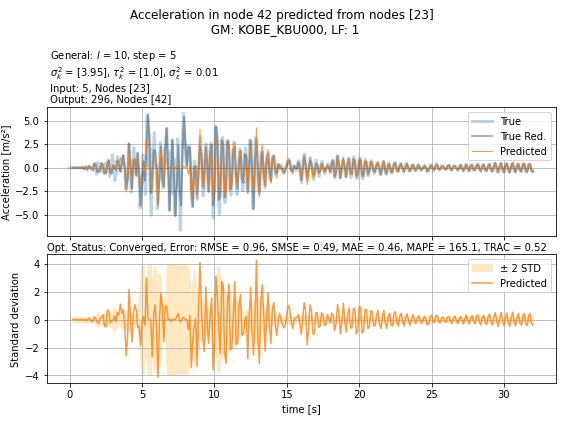 Acceleration in node 42 predicted from nodes [23]
GM: KOBE_KBU000, LF: 1
General: l = 10, step = 5
σ²ₖ = [3.95], τ²ₖ = [1.0], σ²ε = 0.01
Input: 5, Nodes [23]
Output: 296, Nodes [42]
Acceleration [m/s²]
5.0
2.5
0.0
−2.5
−5.0
True
True Red.
Predicted
Opt. Status: Converged, Error: RMSE = 0.96, SMSE = 0.49, MAE = 0.46, MAPE = 165.1, TRAC = 0.52
Standard deviation
4
2
0
−2
−4
± 2 STD
Predicted
0 5 10 15 20 25 30
time [s]